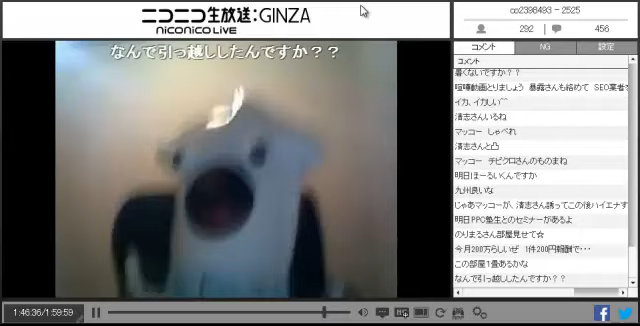 ニコニコ生放送:GINZA
niconico LIVE
co2398493 - 2525
292 456
コメント NG 設定
コメント
なんで引っ越ししたんですか？？
暑くないですか？？
喧嘩動画とりましょう 暴露さんも絡めて SEO業者
イカ、イカしい^^
清志さんいるね
マッコー しゃべれ
清志さんと凸
マッコー チビクロさんのものまね
明日ほーるいくんですか
九州良いな
じゃあマッコーが、清志さん誘ってこの後ハイエナす
明日PPC塾生とのセミナーがあるよ
のりまるさん部屋見せて☆
今月200万らしいぜ 1件200円報酬で・・・
この部屋1畳あるかな
なんで引っ越ししたんですか？？
1:46:36/1:59:59